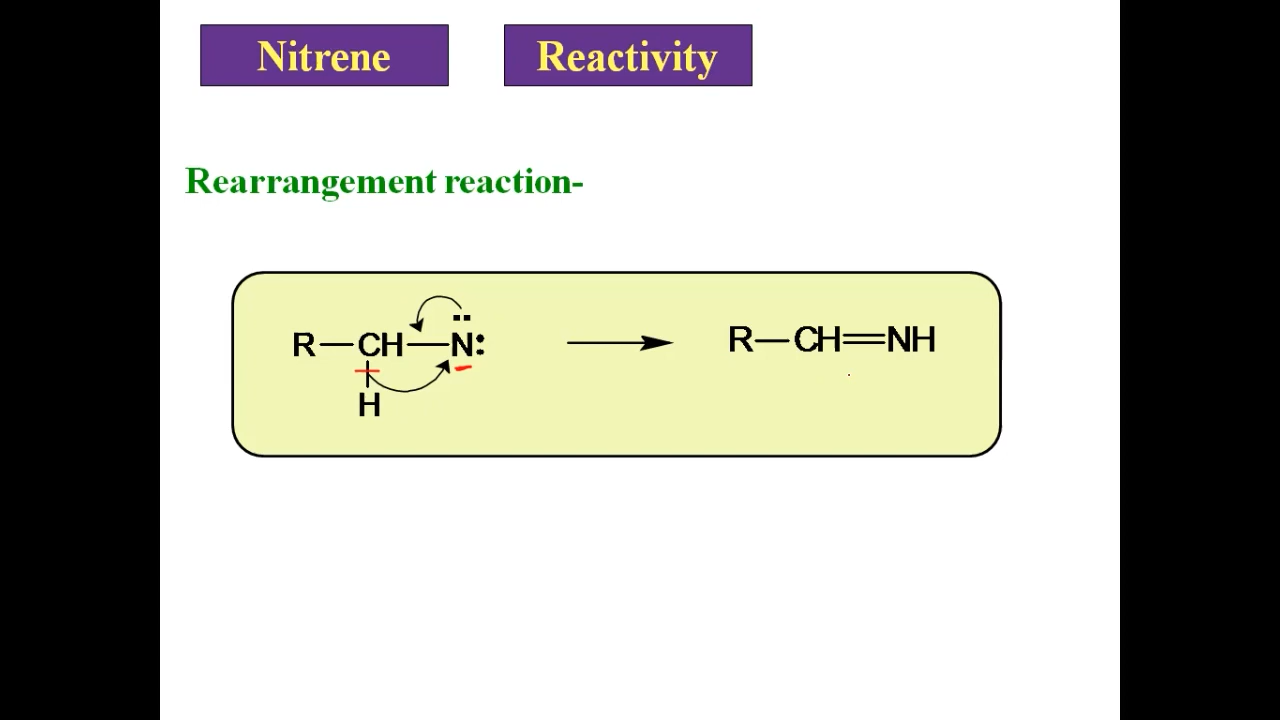 Nitrene Reactivity
Rearrangement reaction-
R—CH—N: R—CH=NH
H